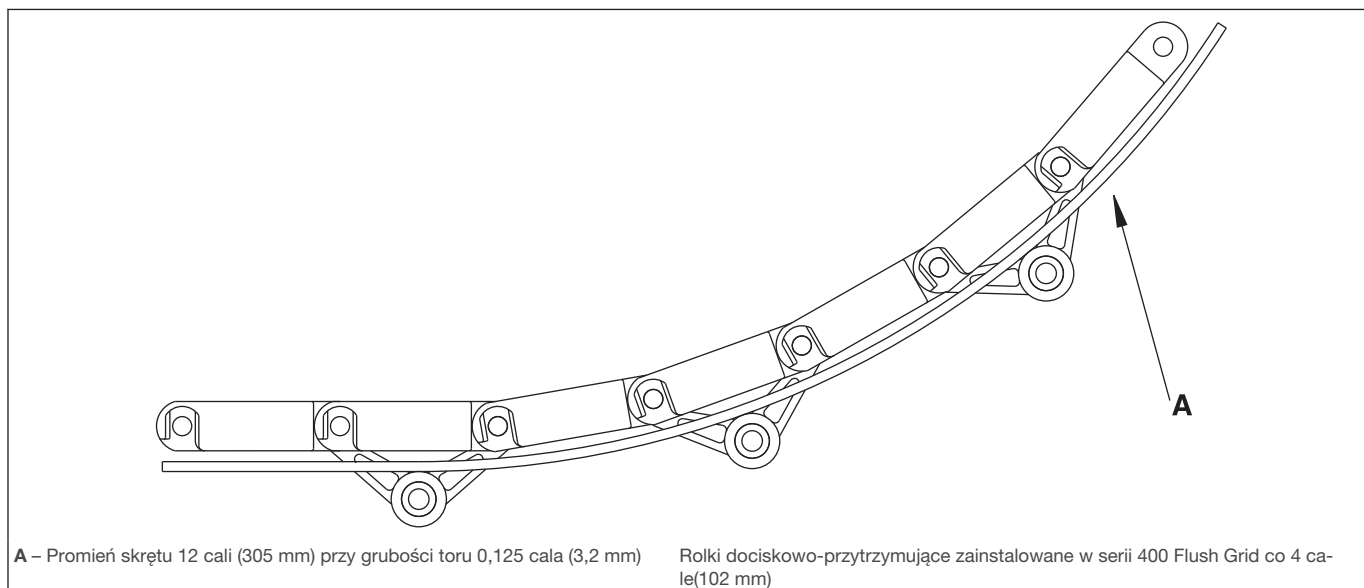 A
A – Promień skrętu 12 cali (305 mm) przy grubości toru 0,125 cala (3,2 mm)
Rolki dociskowo-przytrzymujące zainstalowane w serii 400 Flush Grid co 4 ca-
le(102 mm)